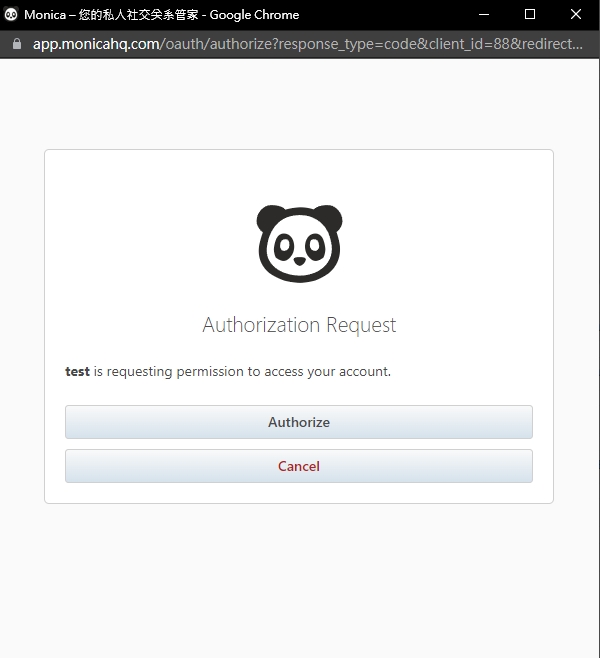 Monica – 您的私人社交关系管家 - Google Chrome
app.monicahq.com/oauth/authorize?response_type=code&client_id=88&redirect...
Authorization Request
test is requesting permission to access your account.
Authorize
Cancel